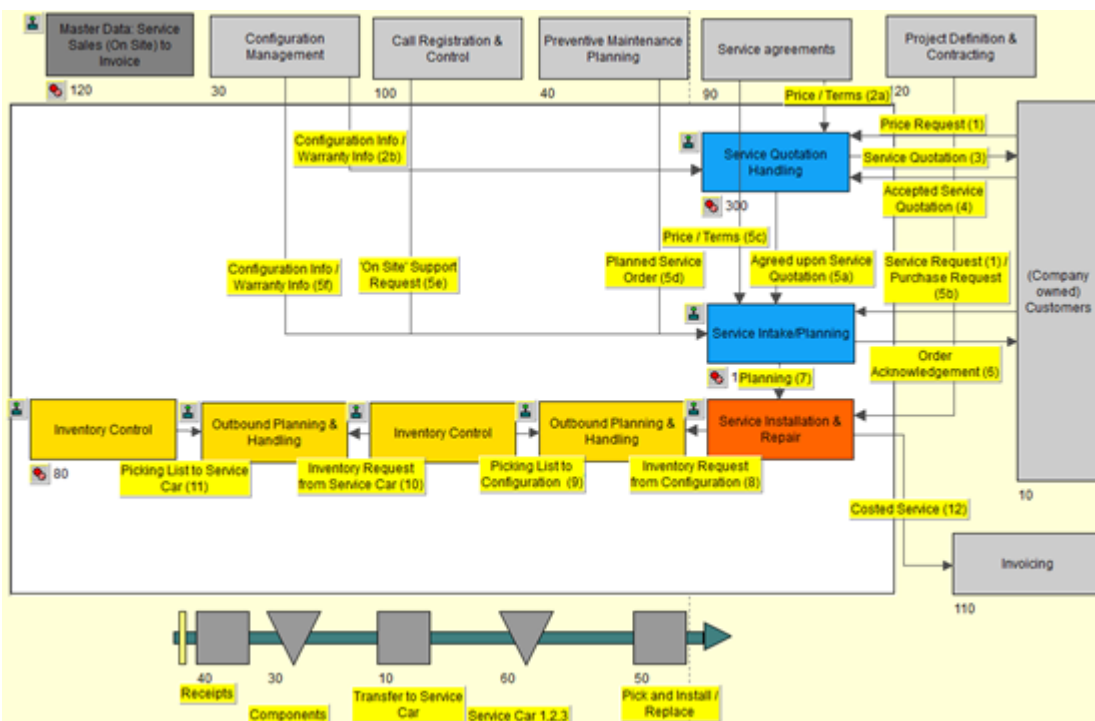 Master Data: Service
Sales (On Site) to
Invoice
Configuration
Management
Call Registration &
Control
Preventive Maintenance
Planning
Service agreements
Project Definition &
Contracting
120
30
100
40
90
20
Price / Terms (2a)
Price Request (1)
Configuration Info /
Warranty Info (2b)
Service Quotation
Handling
Service Quotation (3)
Accepted Service
Quotation (4)
300
Price / Terms (5c)
Configuration Info /
Warranty Info (5f)
'On Site' Support
Request (5e)
Planned Service
Order (5d)
Agreed upon Service
Quotation (5a)
Service Request (1) /
Purchase Request
(5b)
(Company
owned)
Customers
Service Intake/Planning
Order
Acknowledgement (6)
Planning (7)
Inventory Control
Outbound Planning &
Handling
Inventory Control
Outbound Planning &
Handling
Service Installation &
Repair
80
Picking List to Service
Car (11)
Inventory Request
from Service Car (10)
Picking List to
Configuration (9)
Inventory Request
from Configuration (8)
10
Costed Service (12)
Invoicing
110
40
30
10
60
50
Receipts
Components
Transfer to Service
Car
Service Car 1,2,3
Pick and Install /
Replace